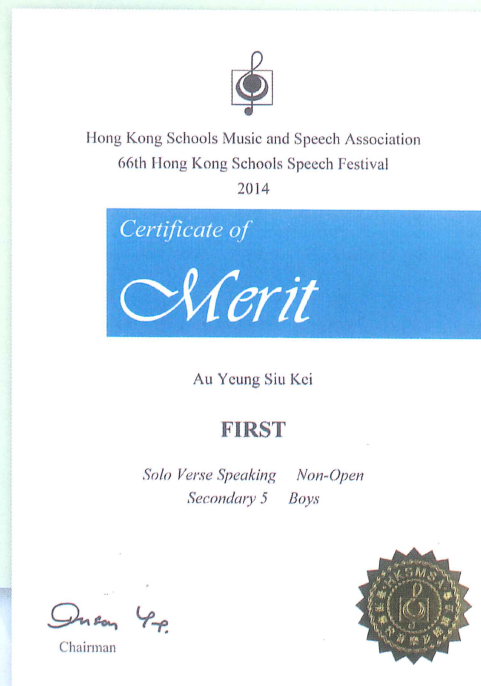 Hong Kong Schools Music and Speech Association
66th Hong Kong Schools Speech Festival
2014
Certificate of
Merit
Au Yeung Siu Kei
FIRST
Solo Verse Speaking Non-Open
Secondary 5 Boys
Chairman
HKSMSA